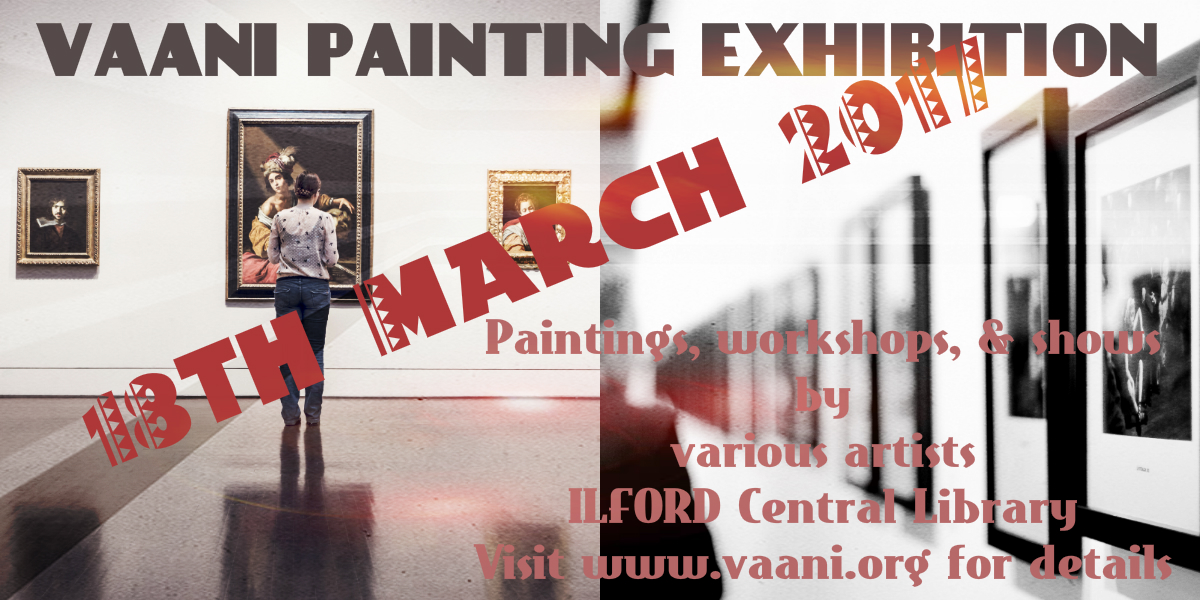 VAANI PAINTING EXHIBITION
18TH MARCH 2017
Paintings, workshops, & shows
by
various artists
ILFORD Central Library
Visit www.vaani.org for details